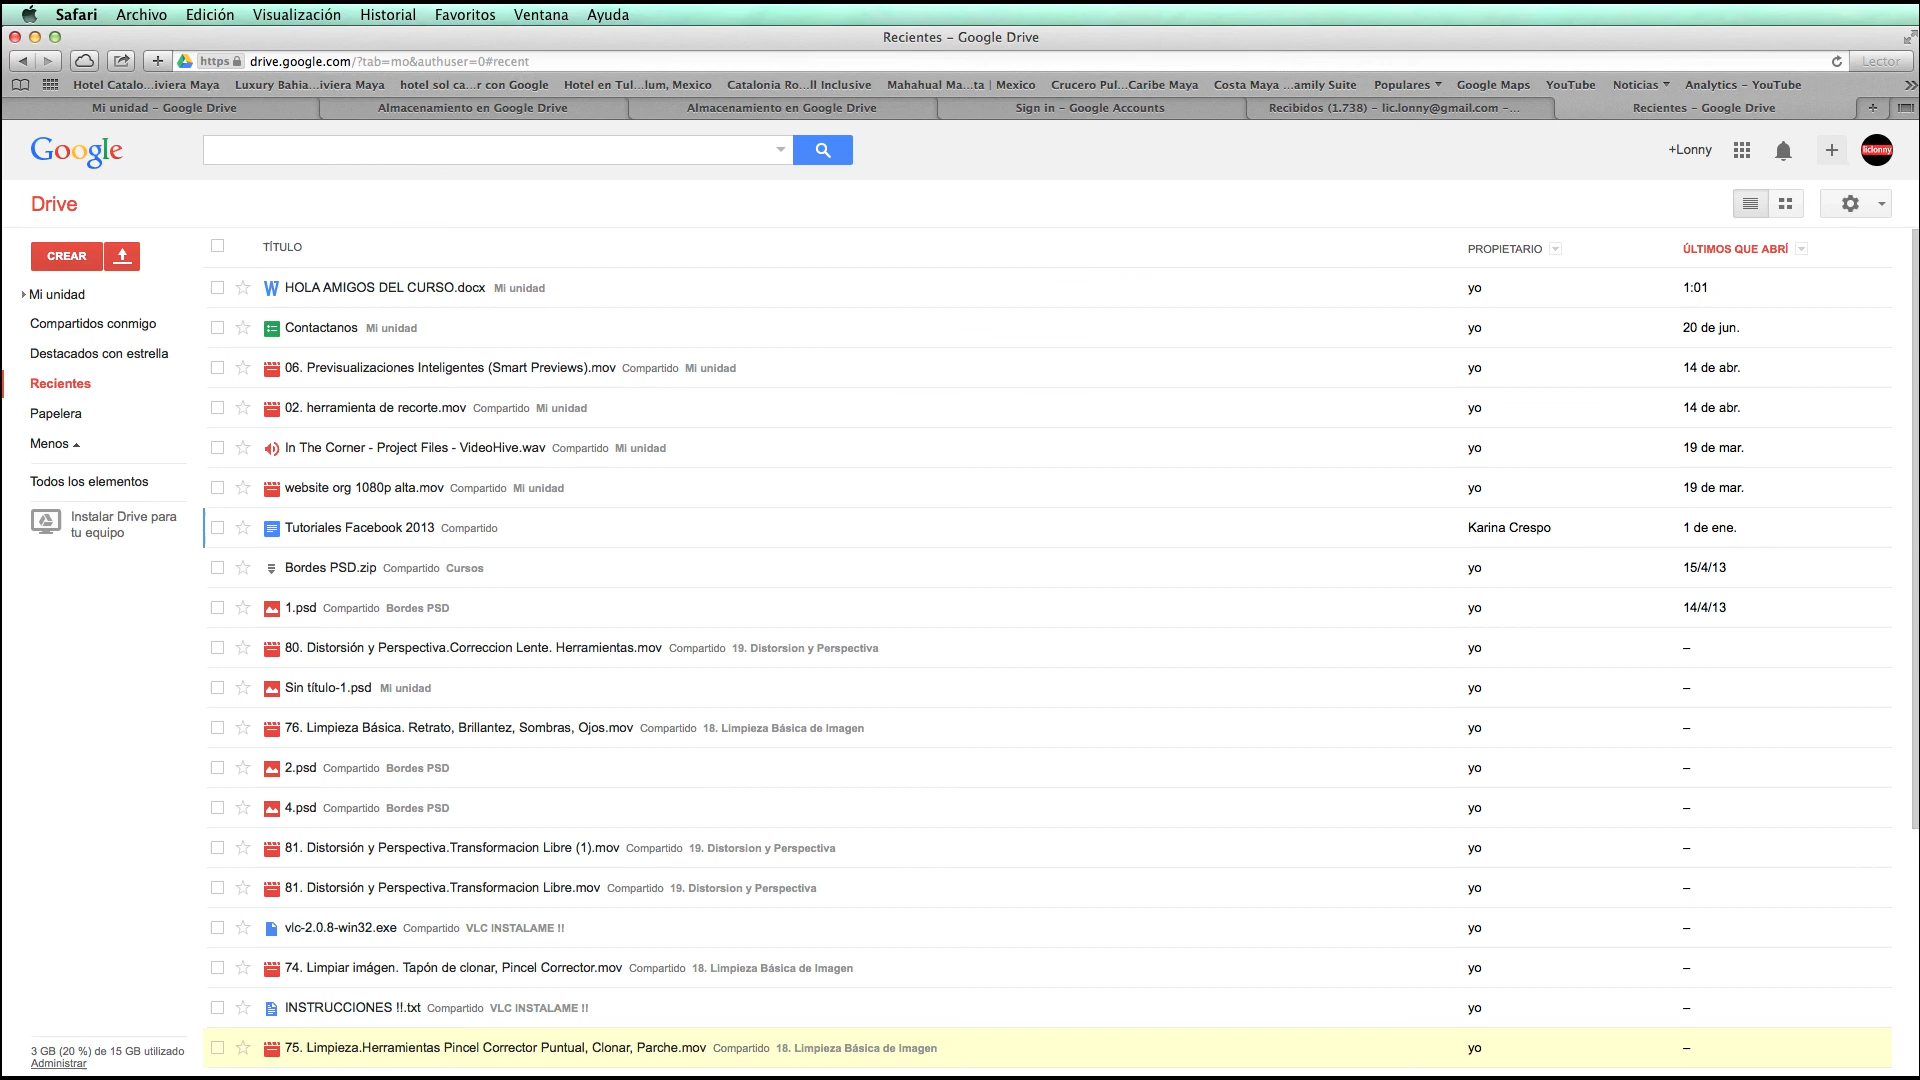 Safari Archivo Edición Visualización Historial Favoritos Ventana Ayuda
Recientes – Google Drive
https drive.google.com/?tab=mo&authuser=0#recent Lector
Hotel Catalo...iviera Maya Luxury Bahia...iviera Maya hotel sol ca...r con Google Hotel en Tul...lum, Mexico Catalonia Ro...ll Inclusive Mahahual Ma...ta | Mexico Crucero Pul...Caribe Maya Costa Maya ...amily Suite Populares Google Maps YouTube Noticias Analytics – YouTube
Mi unidad – Google Drive Almacenamiento en Google Drive Almacenamiento en Google Drive Sign in – Google Accounts Recibidos (1.738) – lic.lonny@gmail.com –... Recientes – Google Drive
Google +Lonny liclonny
Drive
CREAR
Mi unidad
Compartidos conmigo
Destacados con estrella
Recientes
Papelera
Menos
Todos los elementos
Instalar Drive para
tu equipo
3 GB (20 %) de 15 GB utilizado
Administrar
TÍTULO PROPIETARIO ÚLTIMOS QUE ABRÍ
HOLA AMIGOS DEL CURSO.docx Mi unidad yo 1:01
Contactanos Mi unidad yo 20 de jun.
06. Previsualizaciones Inteligentes (Smart Previews).mov Compartido Mi unidad yo 14 de abr.
02. herramienta de recorte.mov Compartido Mi unidad yo 14 de abr.
In The Corner - Project Files - VideoHive.wav Compartido Mi unidad yo 19 de mar.
website org 1080p alta.mov Compartido Mi unidad yo 19 de mar.
Tutoriales Facebook 2013 Compartido Karina Crespo 1 de ene.
Bordes PSD.zip Compartido Cursos yo 15/4/13
1.psd Compartido Bordes PSD yo 14/4/13
80. Distorsión y Perspectiva.Correccion Lente. Herramientas.mov Compartido 19. Distorsion y Perspectiva yo –
Sin título-1.psd Mi unidad yo –
76. Limpieza Básica. Retrato, Brillantez, Sombras, Ojos.mov Compartido 18. Limpieza Básica de Imagen yo –
2.psd Compartido Bordes PSD yo –
4.psd Compartido Bordes PSD yo –
81. Distorsión y Perspectiva.Transformacion Libre (1).mov Compartido 19. Distorsion y Perspectiva yo –
81. Distorsión y Perspectiva.Transformacion Libre.mov Compartido 19. Distorsion y Perspectiva yo –
vlc-2.0.8-win32.exe Compartido VLC INSTALAME !! yo –
74. Limpiar imágen. Tapón de clonar, Pincel Corrector.mov Compartido 18. Limpieza Básica de Imagen yo –
INSTRUCCIONES !!.txt Compartido VLC INSTALAME !! yo –
75. Limpieza.Herramientas Pincel Corrector Puntual, Clonar, Parche.mov Compartido 18. Limpieza Básica de Imagen yo –